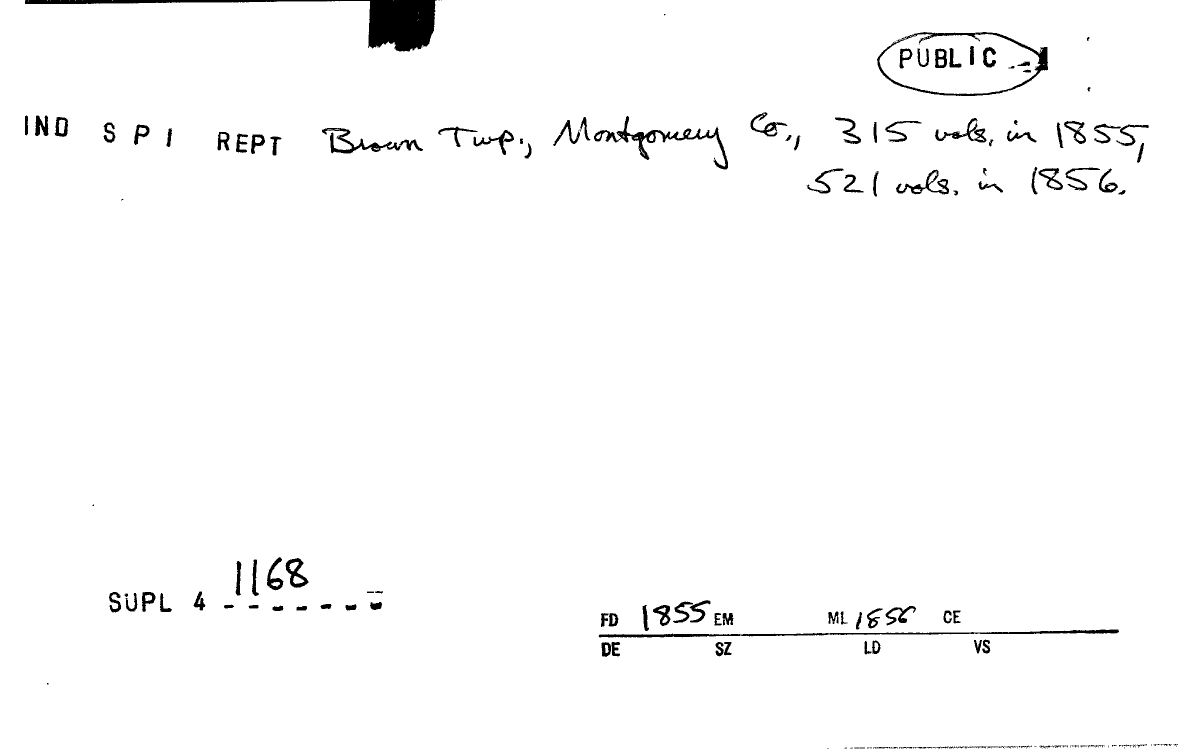 PUBLIC
IND S P I REPT Brown Twp., Montgomery Co., 315 vols. in 1855,
521 vols. in 1856.
SUPL 4 1168
FD 1855 EM ML 1856 CE
DE SZ LD VS